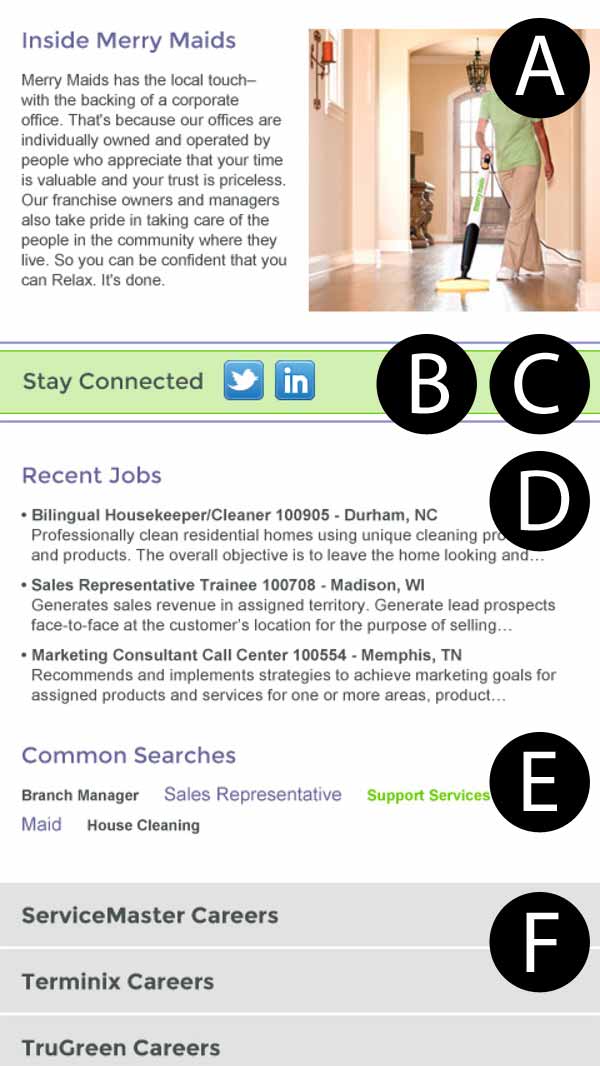 Inside Merry Maids
A
Merry Maids has the local touch–
with the backing of a corporate
office. That's because our offices are
individually owned and operated by
people who appreciate that your time
is valuable and your trust is priceless.
Our franchise owners and managers
also take pride in taking care of the
people in the community where they
live. So you can be confident that you
can Relax. It's done.
merry maids
Stay Connected in B C
Recent Jobs
D
• Bilingual Housekeeper/Cleaner 100905 - Durham, NC
Professionally clean residential homes using unique cleaning
and products. The overall objective is to leave the home looking and…
• Sales Representative Trainee 100708 - Madison, WI
Generates sales revenue in assigned territory. Generate lead prospects
face-to-face at the customer's location for the purpose of selling…
• Marketing Consultant Call Center 100554 - Memphis, TN
Recommends and implements strategies to achieve marketing goals for
assigned products and services for one or more areas, product…
Common Searches
E
Branch Manager Sales Representative Support Services
Maid House Cleaning
ServiceMaster Careers
F
Terminix Careers
TruGreen Careers